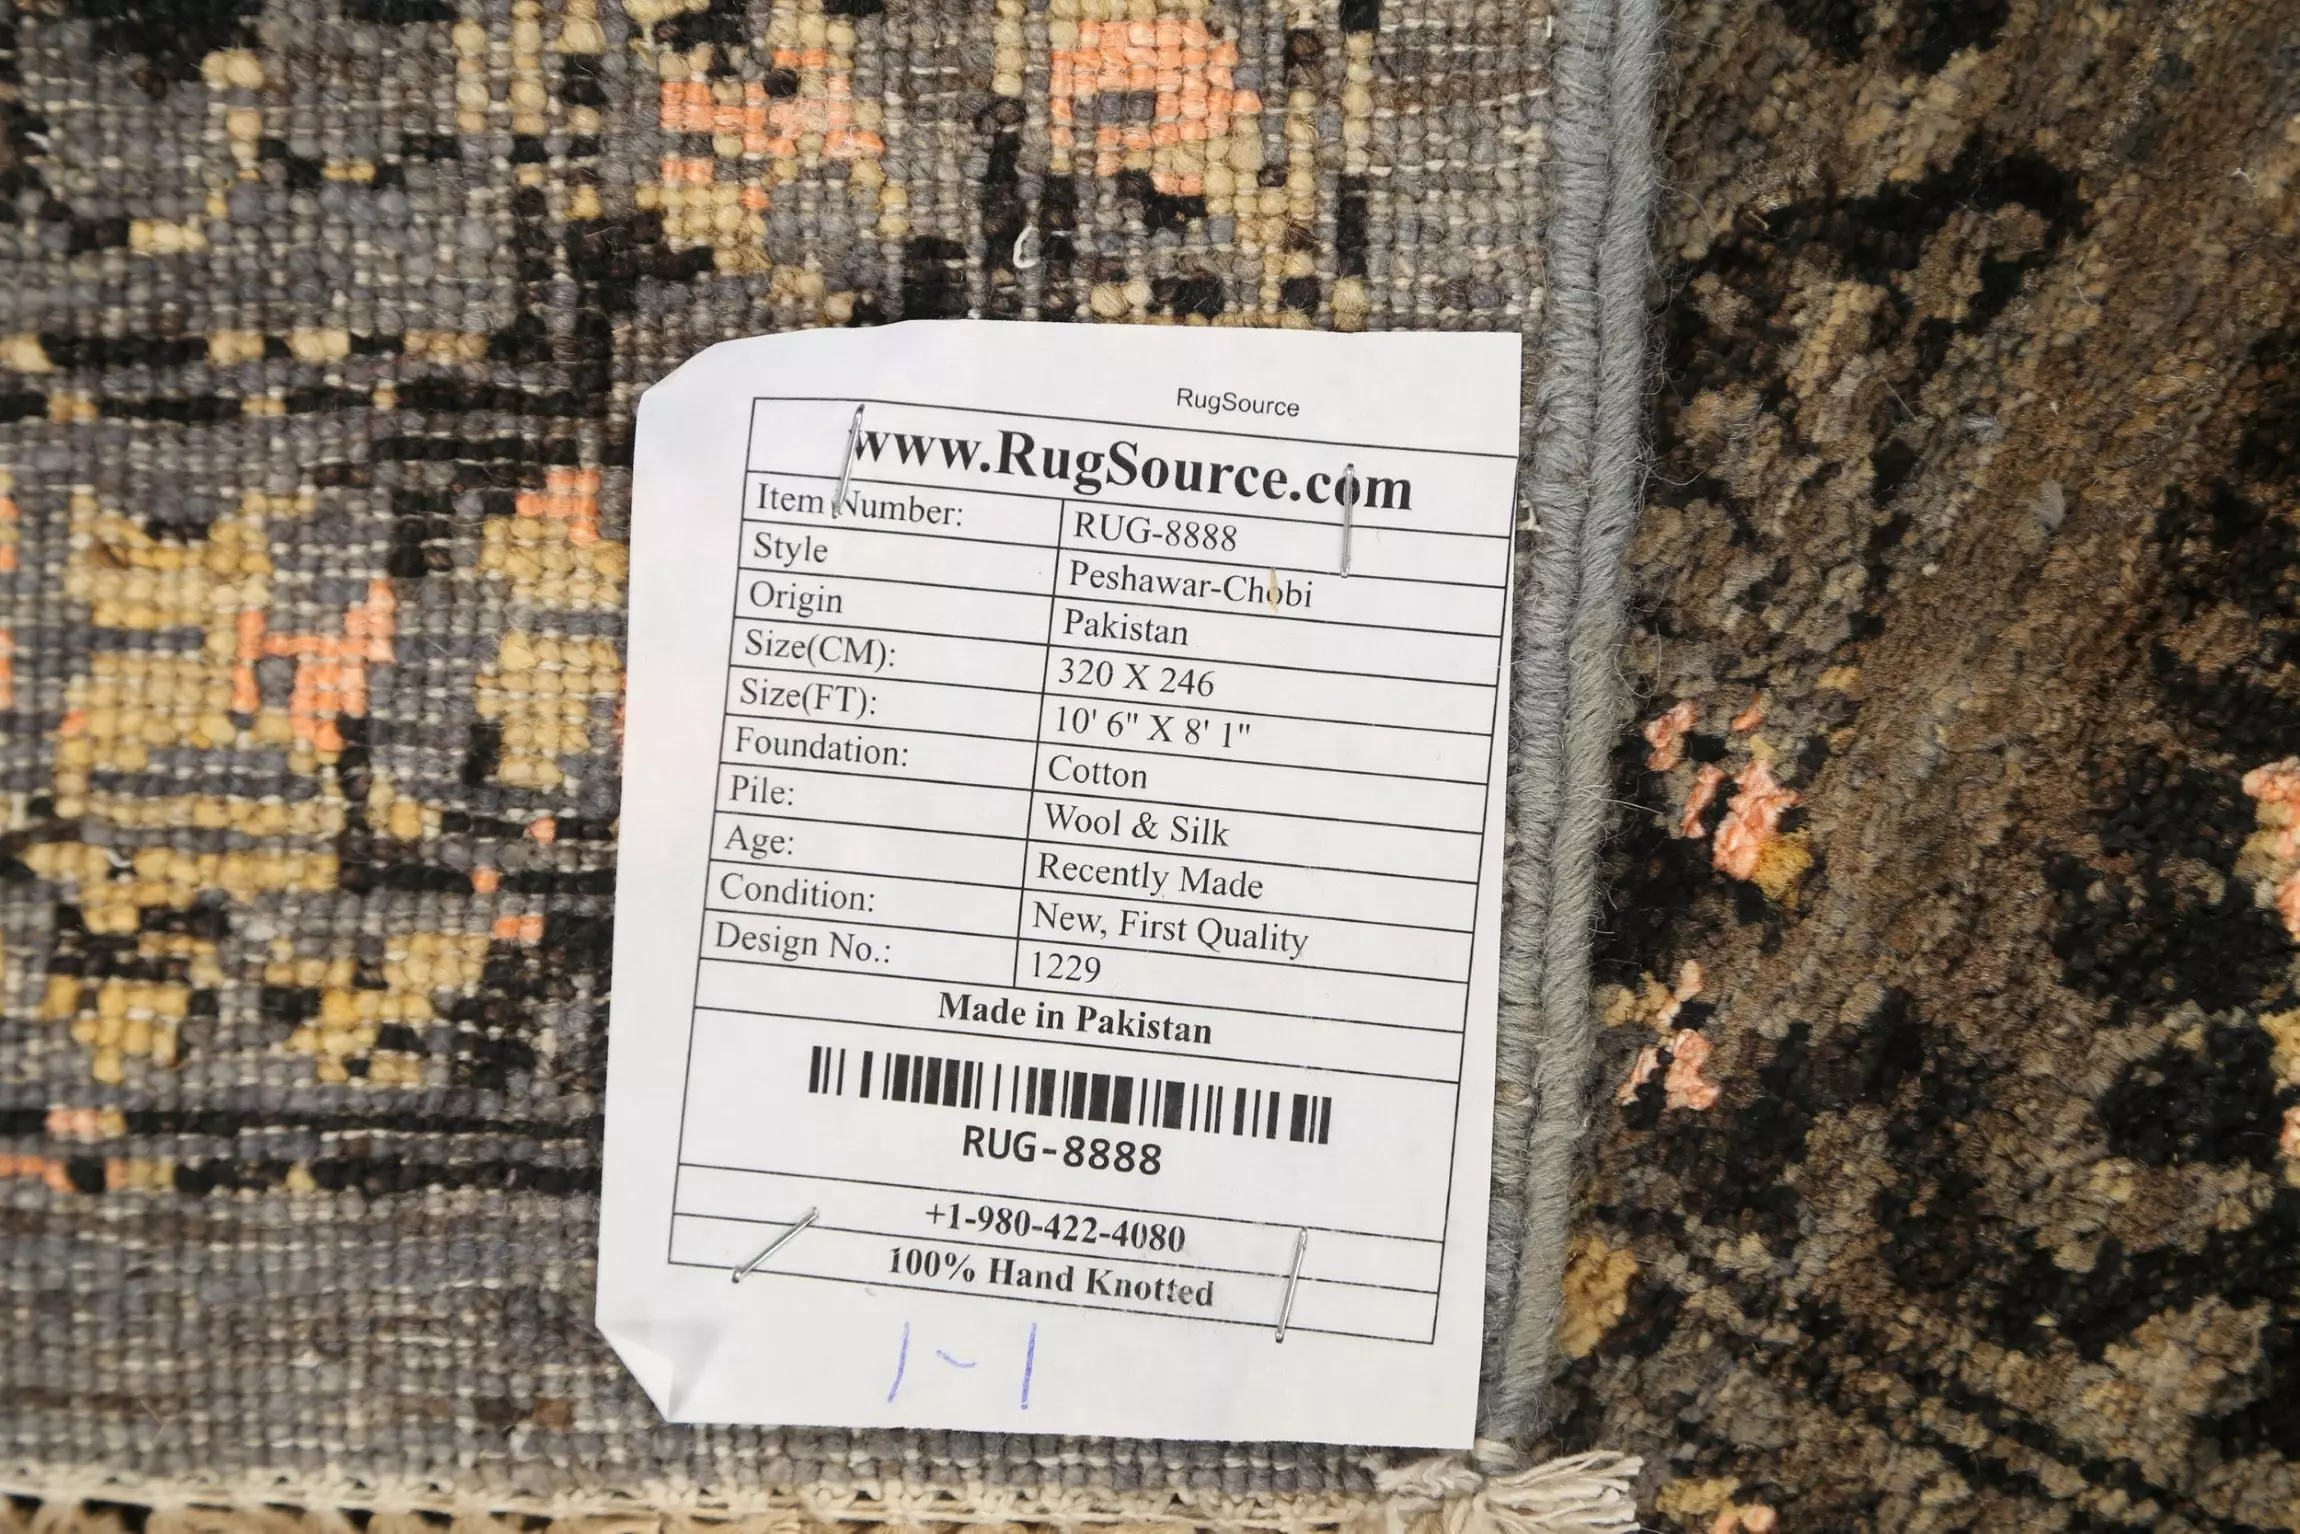 RugSource
www.RugSource.com
Item Number: RUG-8888
Style Peshawar-Chobi
Origin Pakistan
Size(CM): 320 X 246
Size(FT): 10' 6" X 8' 1"
Foundation: Cotton
Pile: Wool & Silk
Age: Recently Made
Condition: New, First Quality
Design No.: 1229
Made in Pakistan
RUG-8888
+1-980-422-4080
100% Hand Knotted
1-1